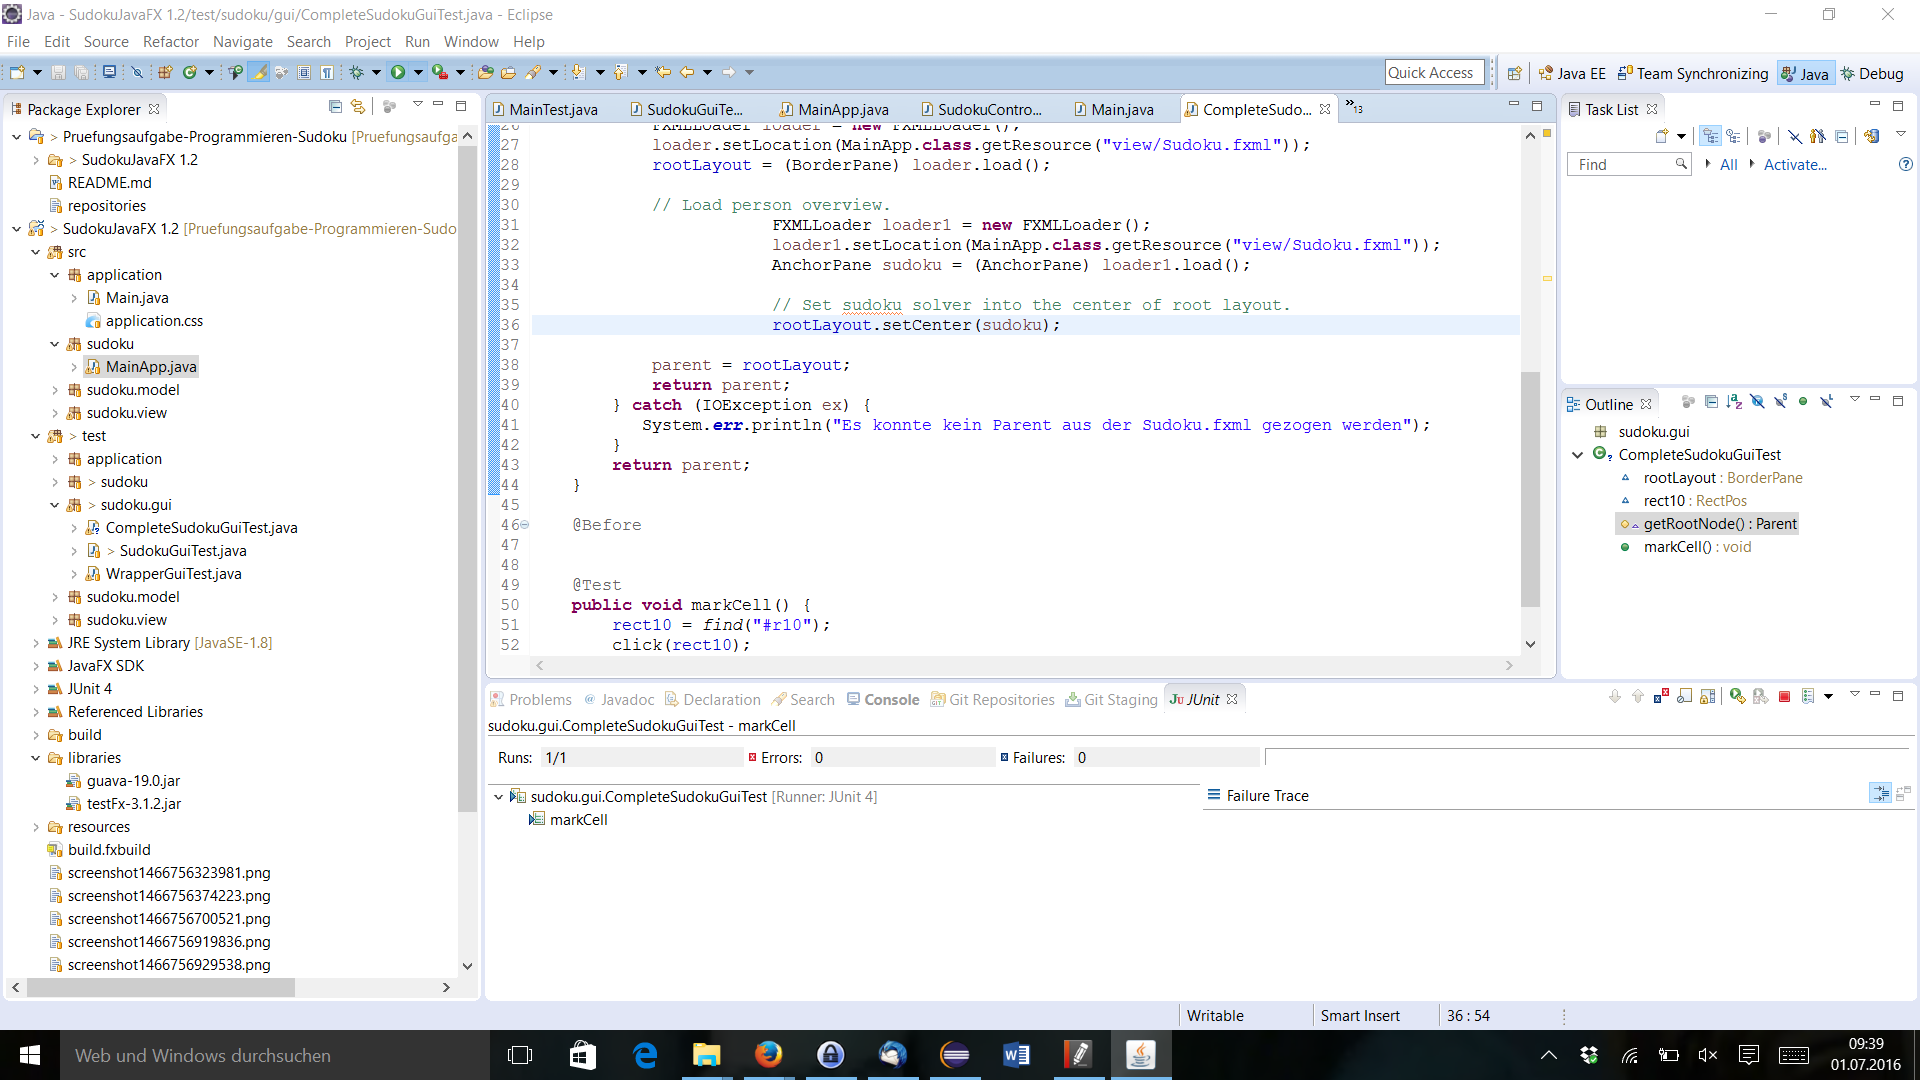 Java - SudokuJavaFX 1.2/test/sudoku/gui/CompleteSudokuGuiTest.java - Eclipse
File Edit Source Refactor Navigate Search Project Run Window Help
Quick Access Java EE Team Synchronizing Java Debug
Package Explorer
> Pruefungsaufgabe-Programmieren-Sudoku [Pruefungsaufga
> SudokuJavaFX 1.2
README.md
repositories
> SudokuJavaFX 1.2 [Pruefungsaufgabe-Programmieren-Sudo
src
application
Main.java
application.css
sudoku
MainApp.java
sudoku.model
sudoku.view
> test
application
> sudoku
> sudoku.gui
CompleteSudokuGuiTest.java
> SudokuGuiTest.java
WrapperGuiTest.java
sudoku.model
sudoku.view
JRE System Library [JavaSE-1.8]
JavaFX SDK
JUnit 4
Referenced Libraries
build
libraries
guava-19.0.jar
testFx-3.1.2.jar
resources
build.fxbuild
screenshot1466756323981.png
screenshot1466756374223.png
screenshot1466756700521.png
screenshot1466756919836.png
screenshot1466756929538.png
MainTest.java SudokuGuiTe... MainApp.java SudokuContro... Main.java CompleteSudo... »13
26 FXMLLoader loader = new FXMLLoader();
27 loader.setLocation(MainApp.class.getResource("view/Sudoku.fxml"));
28 rootLayout = (BorderPane) loader.load();
29
30 // Load person overview.
31 FXMLLoader loader1 = new FXMLLoader();
32 loader1.setLocation(MainApp.class.getResource("view/Sudoku.fxml"));
33 AnchorPane sudoku = (AnchorPane) loader1.load();
34
35 // Set sudoku solver into the center of root layout.
36 rootLayout.setCenter(sudoku);
37
38 parent = rootLayout;
39 return parent;
40 } catch (IOException ex) {
41 System.err.println("Es konnte kein Parent aus der Sudoku.fxml gezogen werden");
42 }
43 return parent;
44 }
45
46 @Before
47
48
49 @Test
50 public void markCell() {
51 rect10 = find("#r10");
52 click(rect10);
Task List
Find All Activate...
Outline
sudoku.gui
CompleteSudokuGuiTest
rootLayout : BorderPane
rect10 : RectPos
getRootNode() : Parent
markCell() : void
Problems Javadoc Declaration Search Console Git Repositories Git Staging JUnit
sudoku.gui.CompleteSudokuGuiTest - markCell
Runs: 1/1 Errors: 0 Failures: 0
sudoku.gui.CompleteSudokuGuiTest [Runner: JUnit 4]
markCell
Failure Trace
Writable Smart Insert 36 : 54
Web und Windows durchsuchen
09:39
01.07.2016